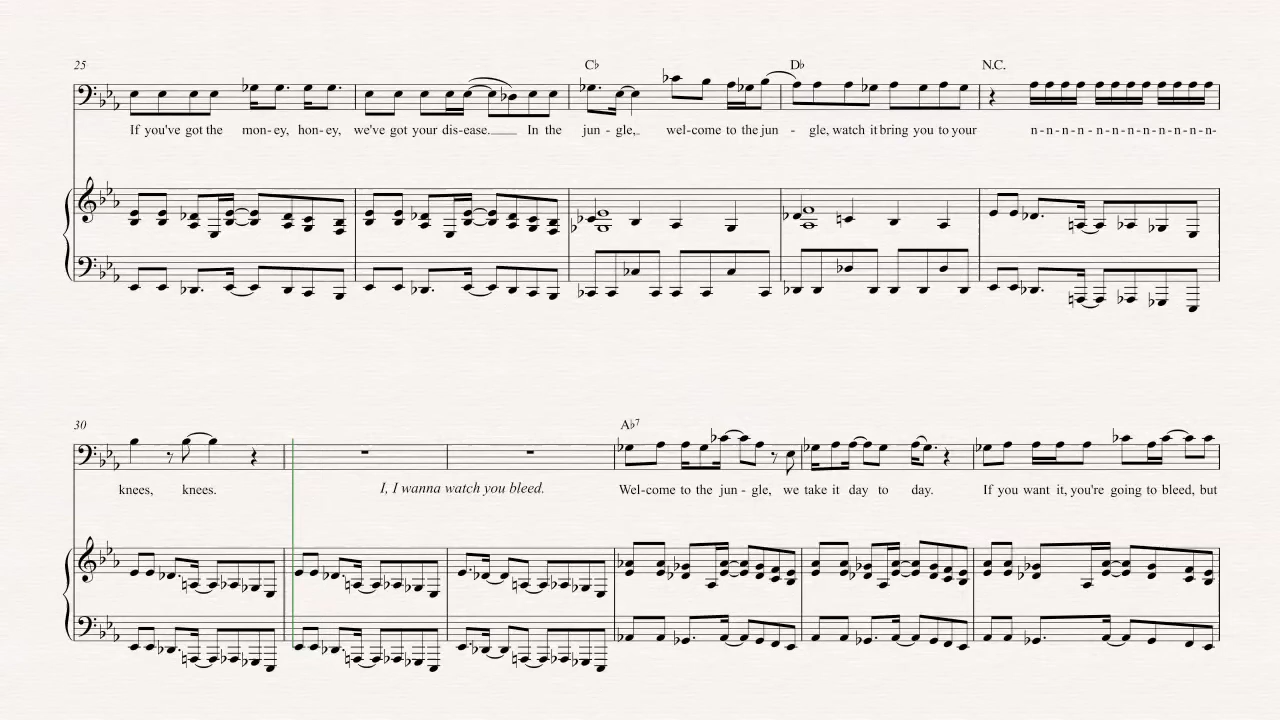 25
C♭ D♭ N.C.
If you've got the mon-ey, hon-ey, we've got your dis-ease. In the jun - gle, wel-come to the jun - gle, watch it bring you to your n-n-n-n-n-n-n-n-n-n-n-n-
30
A♭7
knees, knees. I, I wanna watch you bleed. Wel-come to the jun - gle, we take it day to day. If you want it, you're going to bleed, but